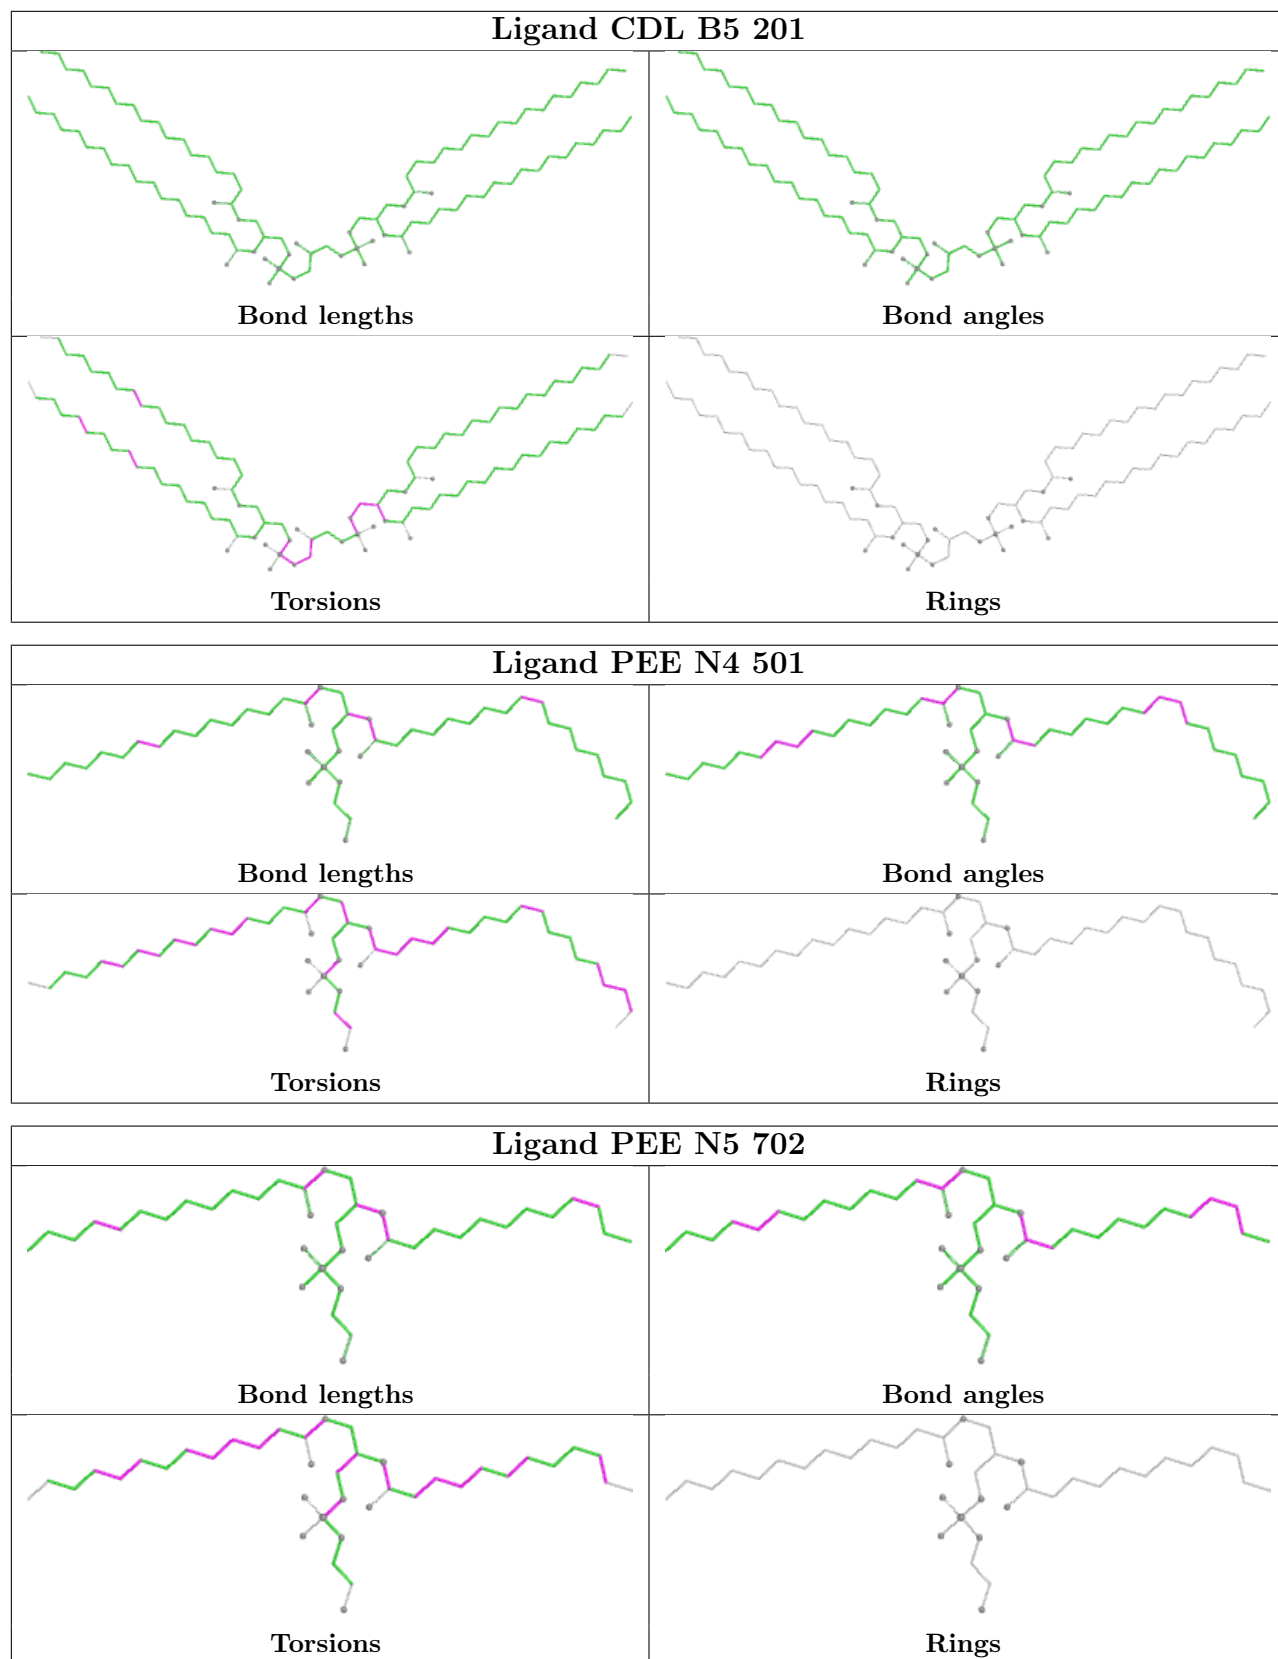 Ligand CDL B5 201
Bond lengths
Bond angles
Torsions
Rings
Ligand PEE N4 501
Bond lengths
Bond angles
Torsions
Rings
Ligand PEE N5 702
Bond lengths
Bond angles
Torsions
Rings